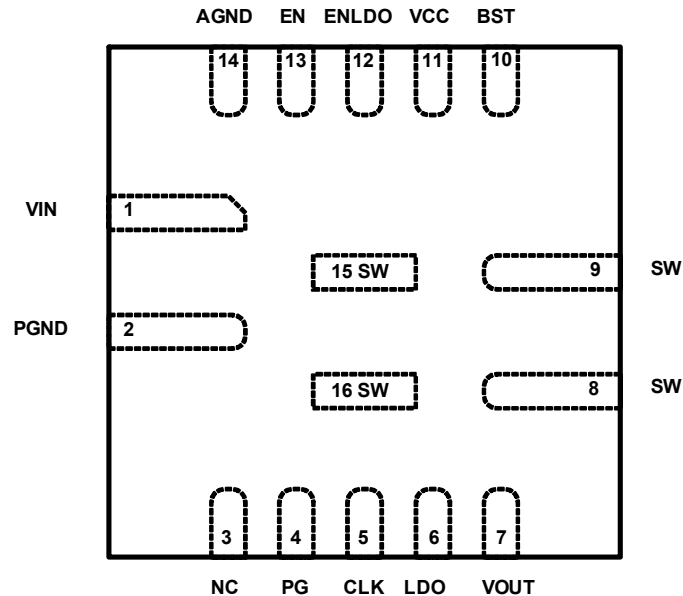 AGND EN ENLDO VCC BST
14 13 12 11 10
VIN 1
15 SW 9 SW
PGND 2
16 SW 8 SW
3 4 5 6 7
NC PG CLK LDO VOUT